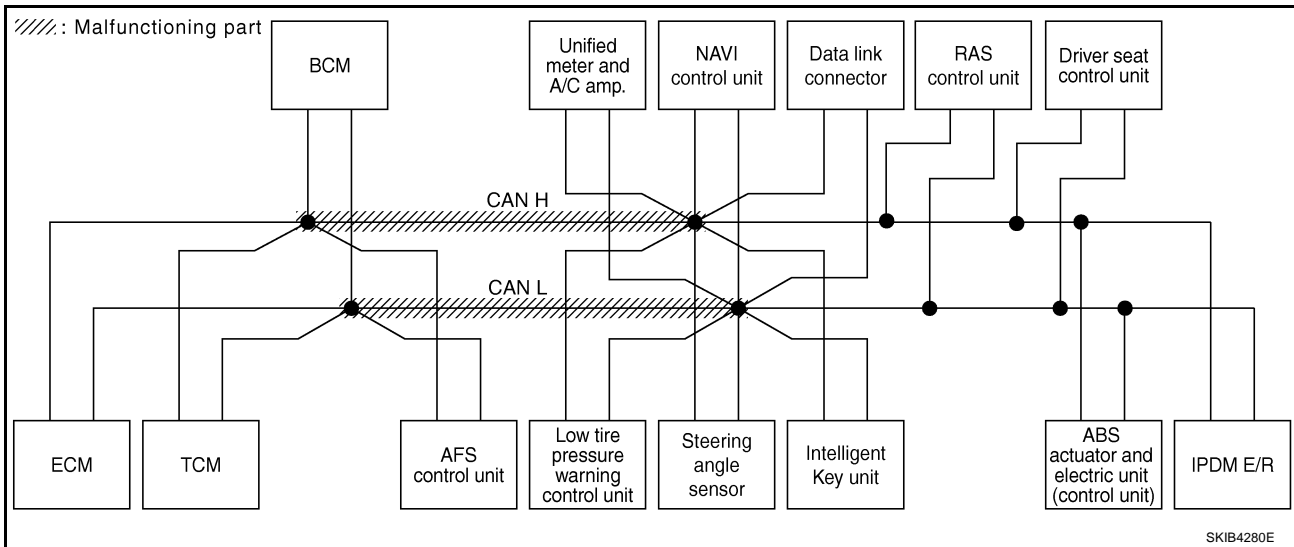 : Malfunctioning part
BCM
Unified
meter and
A/C amp.
NAVI
control unit
Data link
connector
RAS
control unit
Driver seat
control unit
CAN H
CAN L
ECM
TCM
AFS
control unit
Low tire
pressure
warning
control unit
Steering
angle
sensor
Intelligent
Key unit
ABS
actuator and
electric unit
(control unit)
IPDM E/R
SKIB4280E